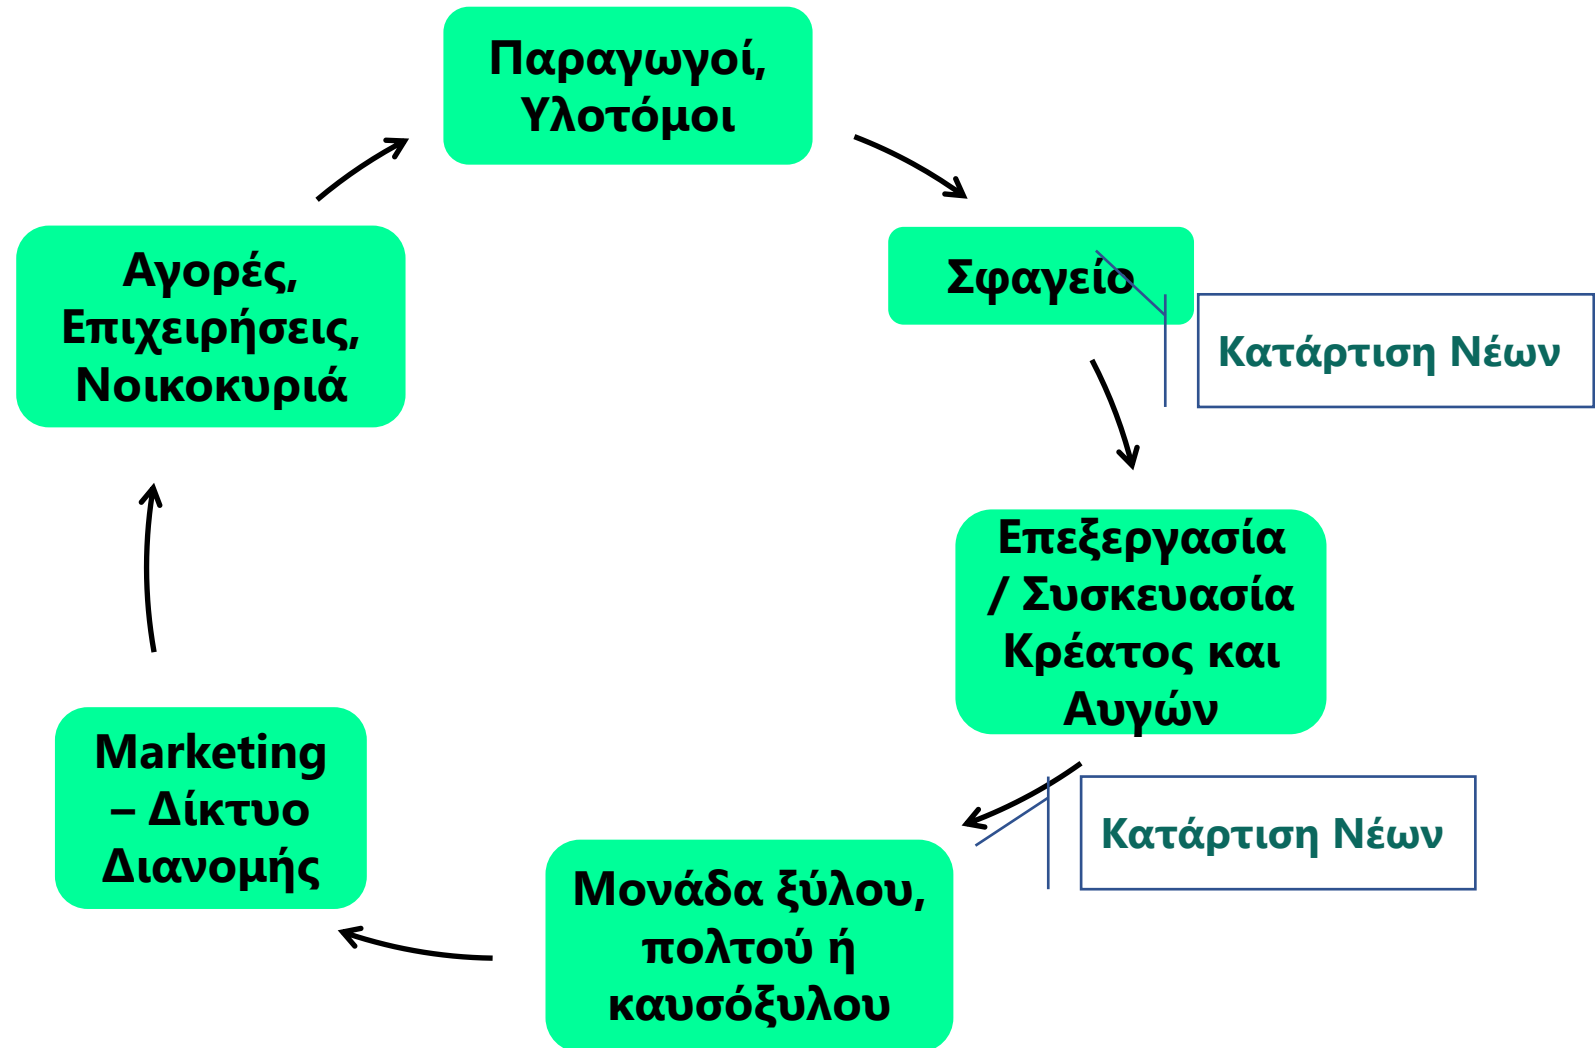 Παραγωγοί,
Υλοτόμοι
Σφαγείο
Κατάρτιση Νέων
Επεξεργασία
/ Συσκευασία
Κρέατος και
Αυγών
Κατάρτιση Νέων
Μονάδα ξύλου,
πολτού ή
καυσόξυλου
Marketing
– Δίκτυο
Διανομής
Αγορές,
Επιχειρήσεις,
Νοικοκυριά